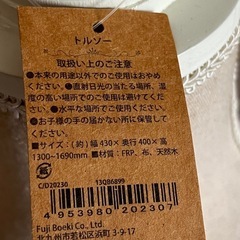 トルソー
取扱い上のご注意
●本来の用途以外でのご使用はおやめ
ください。●直射日光の当たる場所、湿
度の高い場所でのご使用は避けてくだ
さい。●水平な場所でご使用ください。
●お子様の手の届かない所に保管して
ください。
■サイズ:(約)幅430×奥行400×高
1300~1690mm ■材質:FRP、布、天然木
C/D20230 13Q86899
4 953980 202307
Fuji Boeki Co., Ltd.
北九州市若松区浜町3-9-17